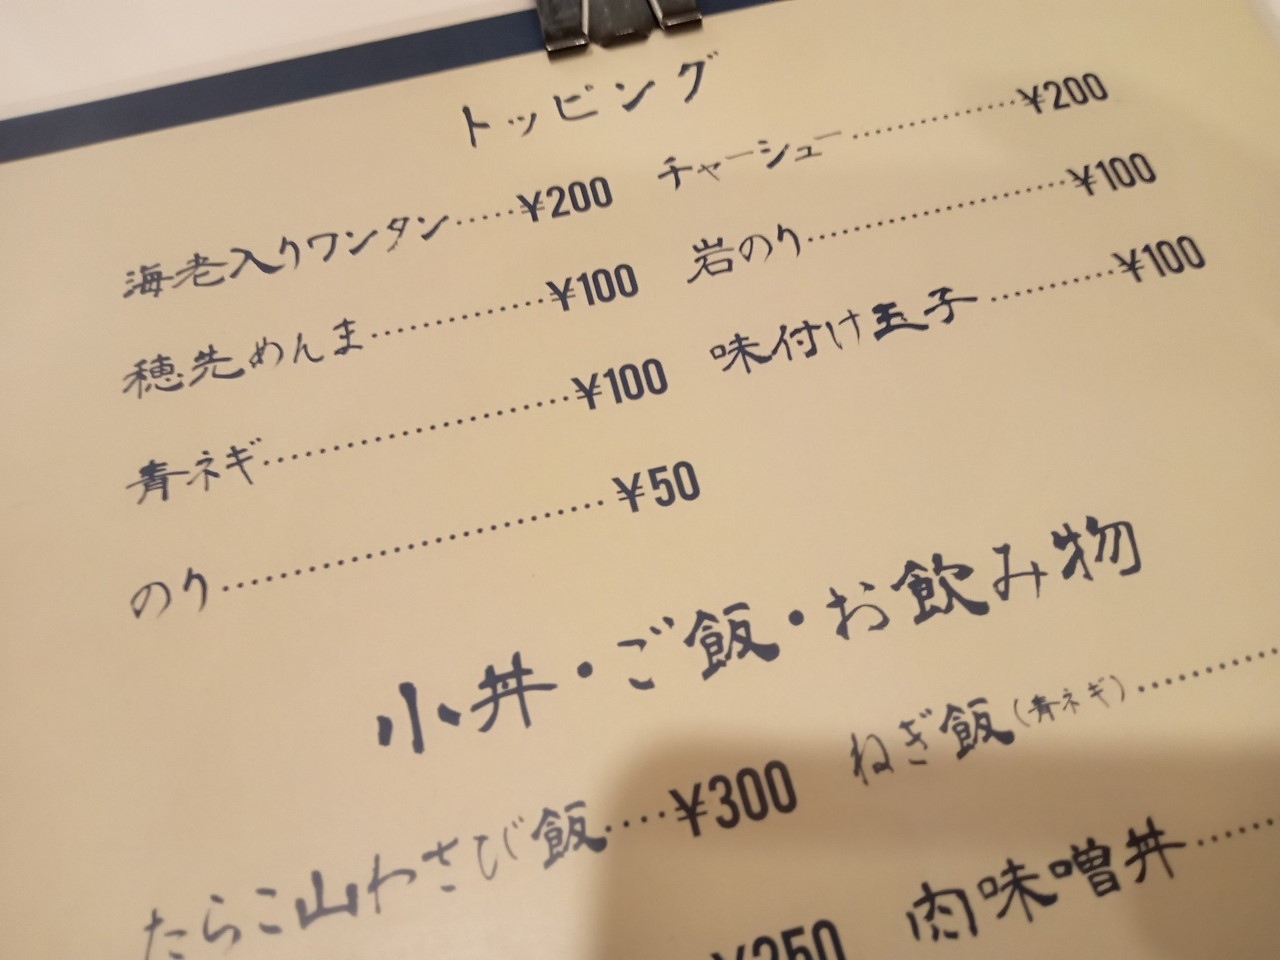 トッピング
海老入りワンタン……¥200
チャーシュー……¥200
穂先めんま……¥100
岩のり……¥100
青ネギ……¥100
味付け玉子……¥100
のり……¥50
小丼・ご飯・お飲み物
たらこ山わさび飯……¥300
ねぎ飯(青ネギ)……
¥350
肉味噌丼……